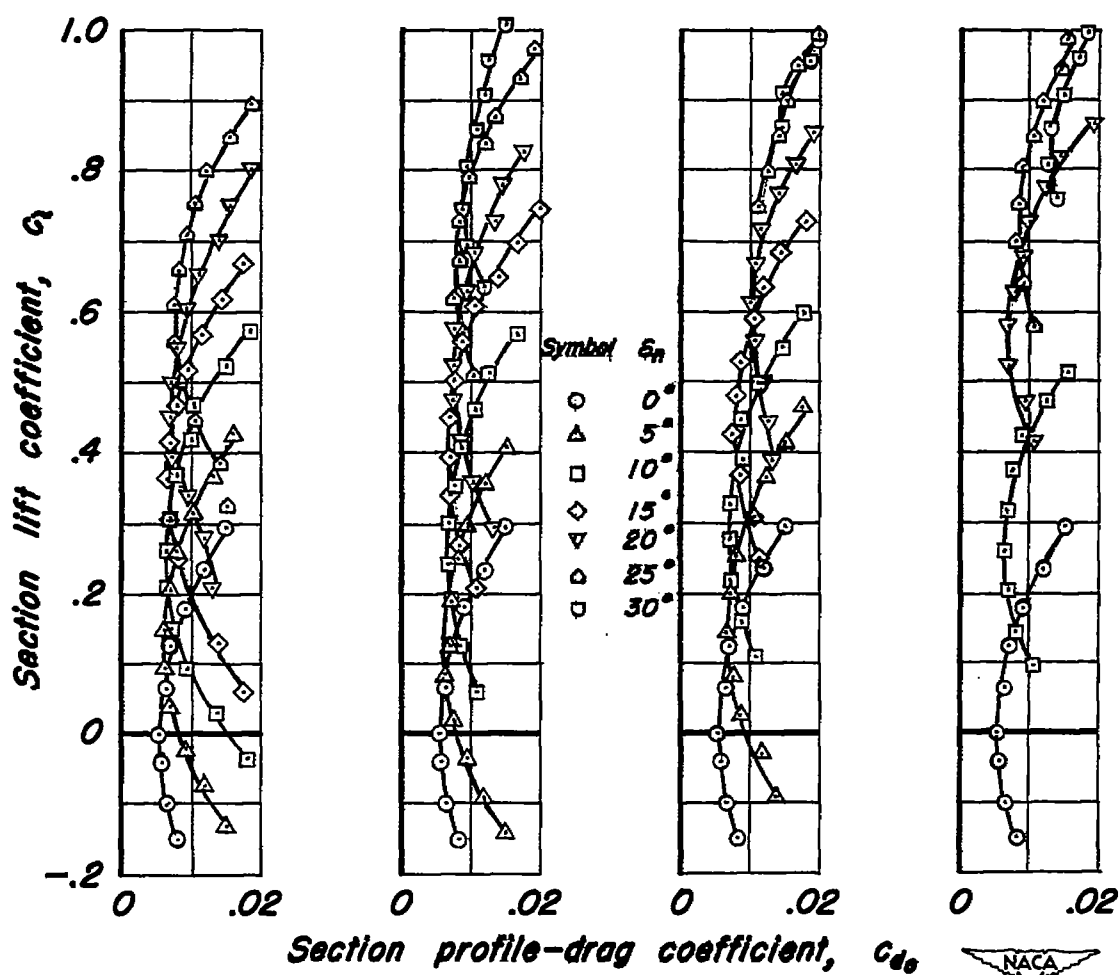 1.0
.8
.6
.4
.2
0
-.2
Section lift coefficient, cl
Symbol δn
0°
5°
10°
15°
20°
25°
30°
0 .02 0 .02 0 .02 0 .02
Section profile-drag coefficient, cd0
NACA